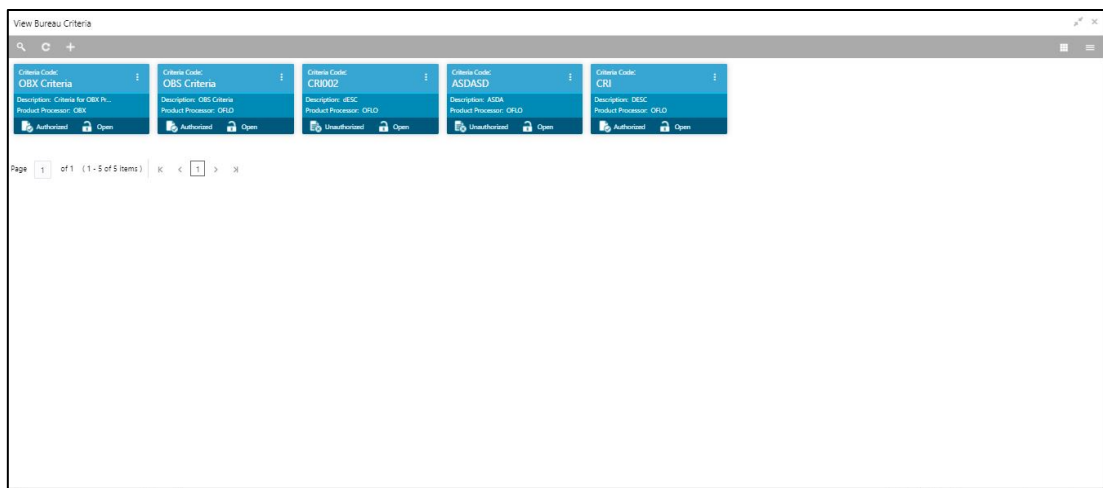 View Bureau Criteria
Criteria Code:
OBX Criteria
Description: Criteria for OBX Pr...
Product Processor: OBX
Authorized Open
Criteria Code:
OBS Criteria
Description: OBS Criteria
Product Processor: OFLO
Authorized Open
Criteria Code:
CRI002
Description: dESC
Product Processor: OFLO
Unauthorized Open
Criteria Code:
ASDASD
Description: ASDA
Product Processor: OFLO
Unauthorized Open
Criteria Code:
CRI
Description: DESC
Product Processor: OFLO
Authorized Open
Page 1 of 1 ( 1 - 5 of 5 items ) 1